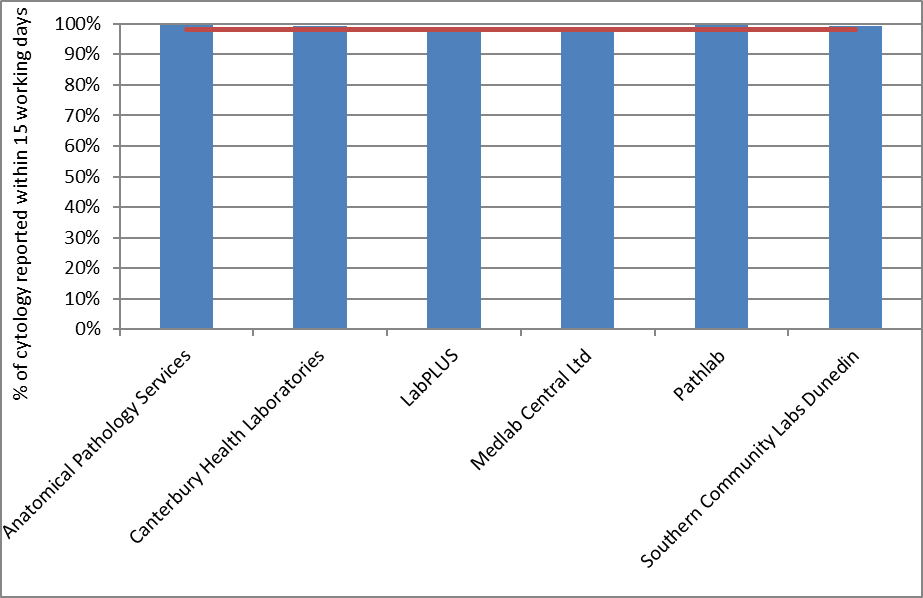 % of cytology reported within 15 working days
100%
90%
80%
70%
60%
50%
40%
30%
20%
10%
0%
Anatomical Pathology Services
Canterbury Health Laboratories
LabPLUS
Medlab Central Ltd
Pathlab
Southern Community Labs Dunedin